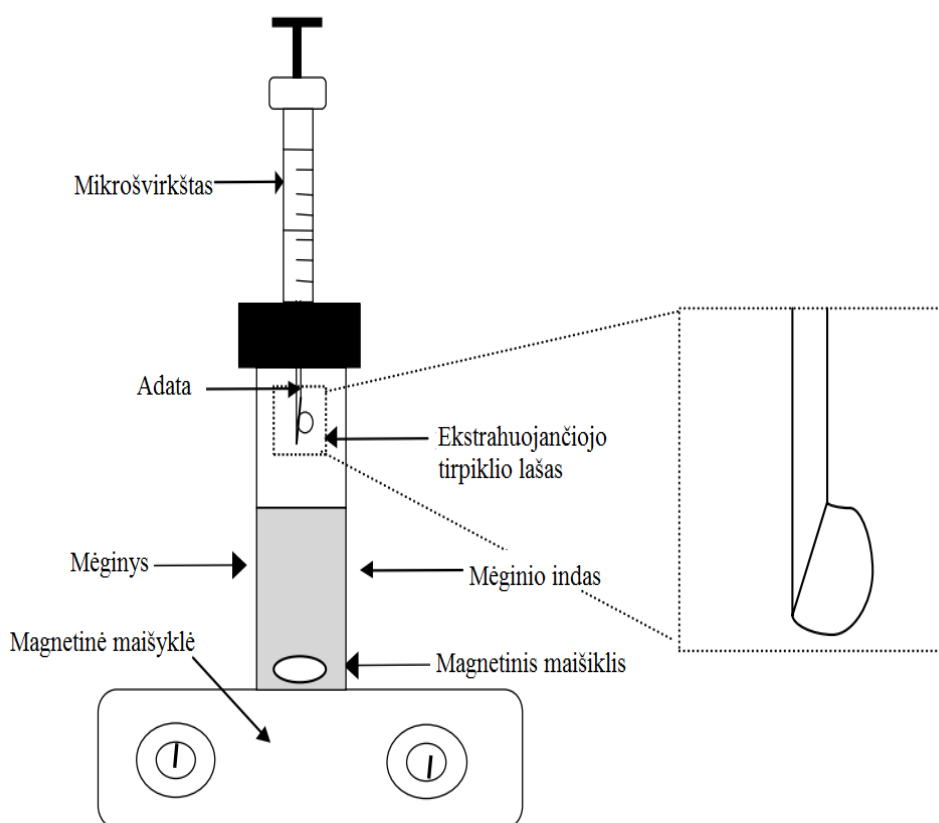 Mikrošvirkštas
Adata
Ekstrahuojančiojo
tirpiklio lašas
Mėginys
Mėginio indas
Magnetinė maišyklė
Magnetinis maišiklis